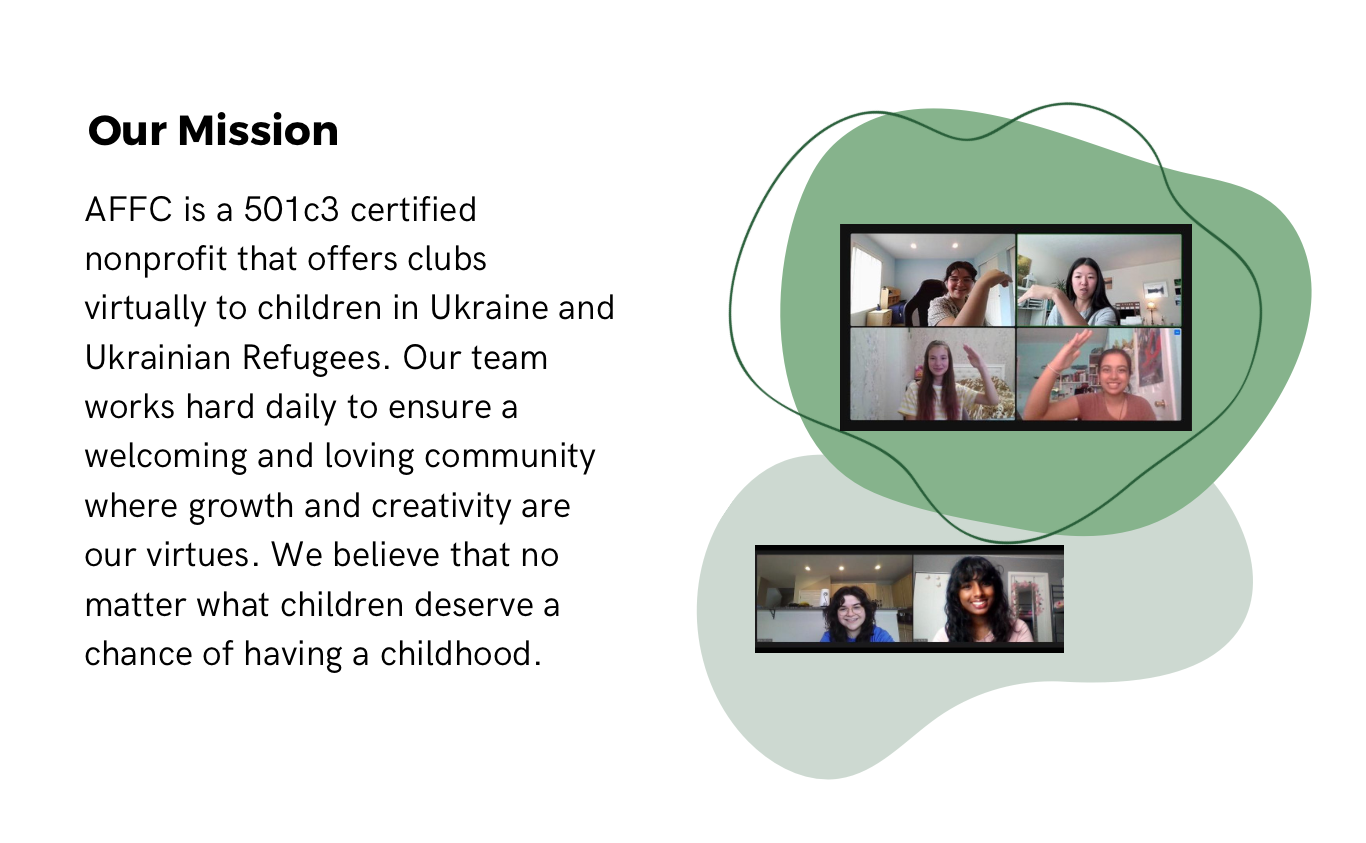 Our Mission
AFFC is a 501c3 certified
nonprofit that offers clubs
virtually to children in Ukraine and
Ukrainian Refugees. Our team
works hard daily to ensure a
welcoming and loving community
where growth and creativity are
our virtues. We believe that no
matter what children deserve a
chance of having a childhood.